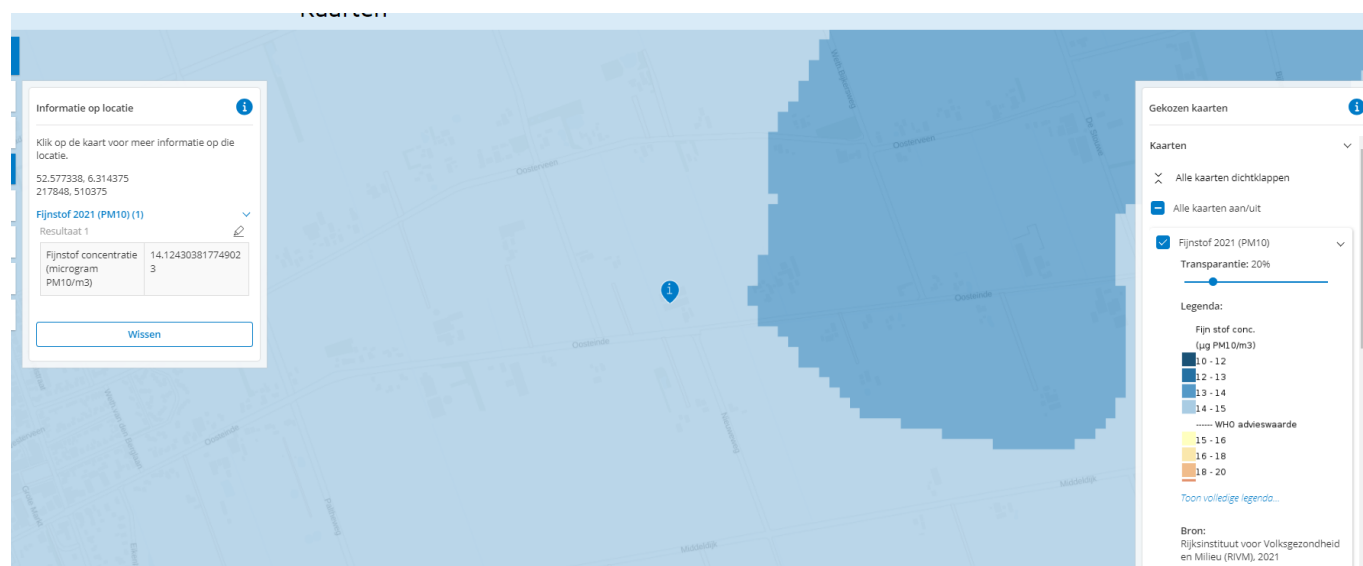 Kaarten
Informatie op locatie
Klik op de kaart voor meer informatie op die
locatie.
52.577338, 6.314375
217848, 510375
Fijnstof 2021 (PM10) (1)
Resultaat 1
Fijnstof concentratie
(microgram
PM10/m3)
14.12430381774902
3
Wissen
Oosterveen
Oosterveen
Oosteinde
Oosteinde
Oosteinde
Middeldijk
Middeldijk
Gekozen kaarten
Kaarten
Alle kaarten dichtklappen
Alle kaarten aan/uit
Fijnstof 2021 (PM10)
Transparantie: 20%
Legenda:
Fijn stof conc.
(µg PM10/m3)
10 - 12
12 - 13
13 - 14
14 - 15
------ WHO advieswaarde
15 - 16
16 - 18
18 - 20
Toon volledige legenda...
Bron:
Rijksinstituut voor Volksgezondheid
en Milieu (RIVM), 2021